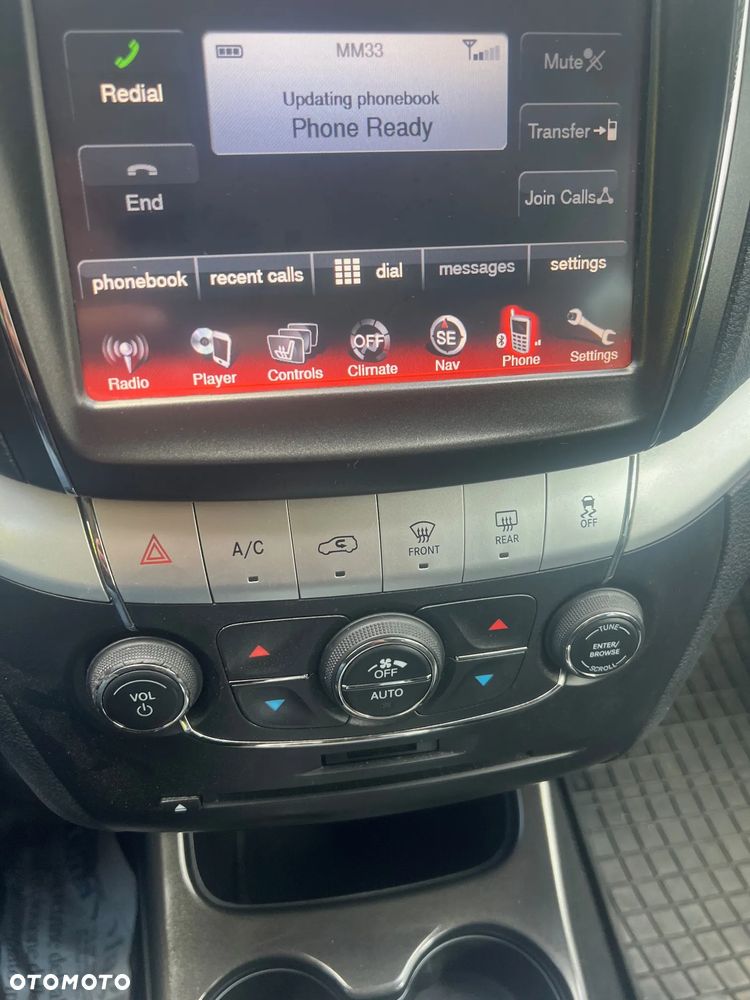 MM33
Redial
Updating phonebook
Phone Ready
Mute
Transfer
End
Join Calls
phonebook
recent calls
dial
messages
settings
Radio
Player
Controls
OFF
Climate
SE
Nav
Phone
Settings
A/C
FRONT
REAR
OFF
VOL
OFF
AUTO
TUNE
ENTER/
BROWSE
SCROLL
OTOMOTO